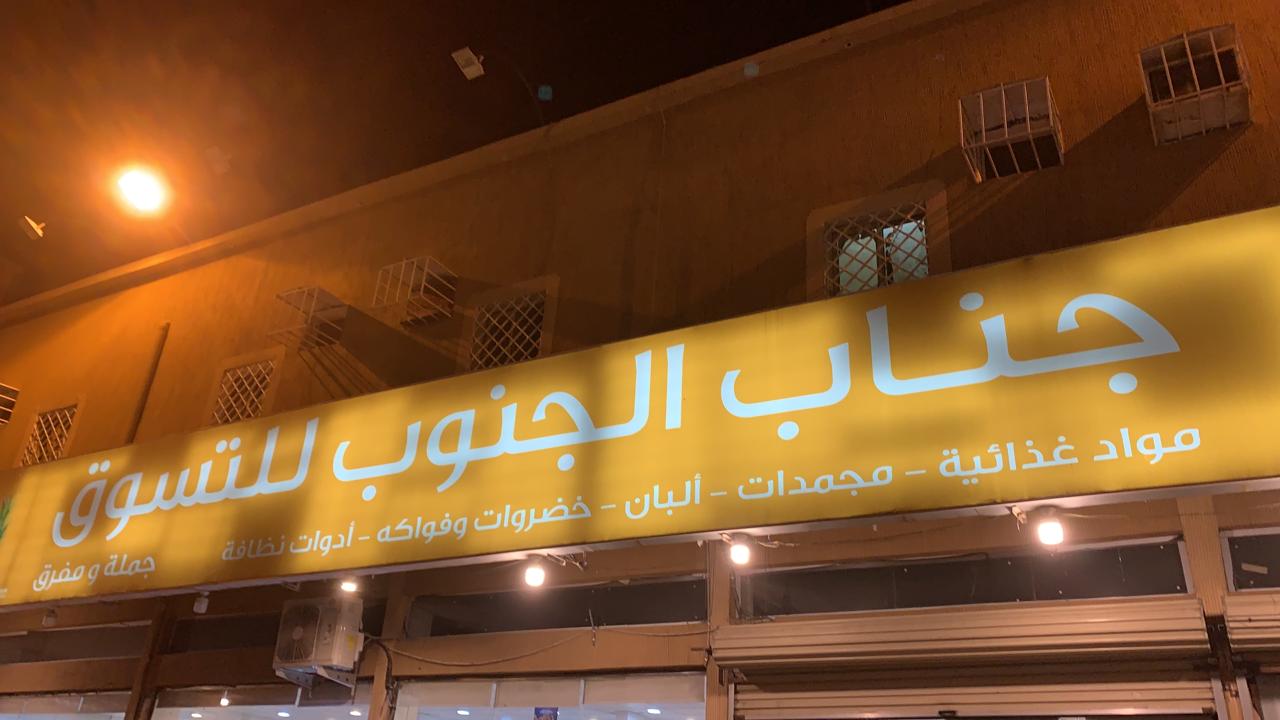 جناب الجنوب للتسوق
مواد غذائية - مجمدات - ألبان - خضروات وفواكه - أدوات نظافة
جملة و مفرق